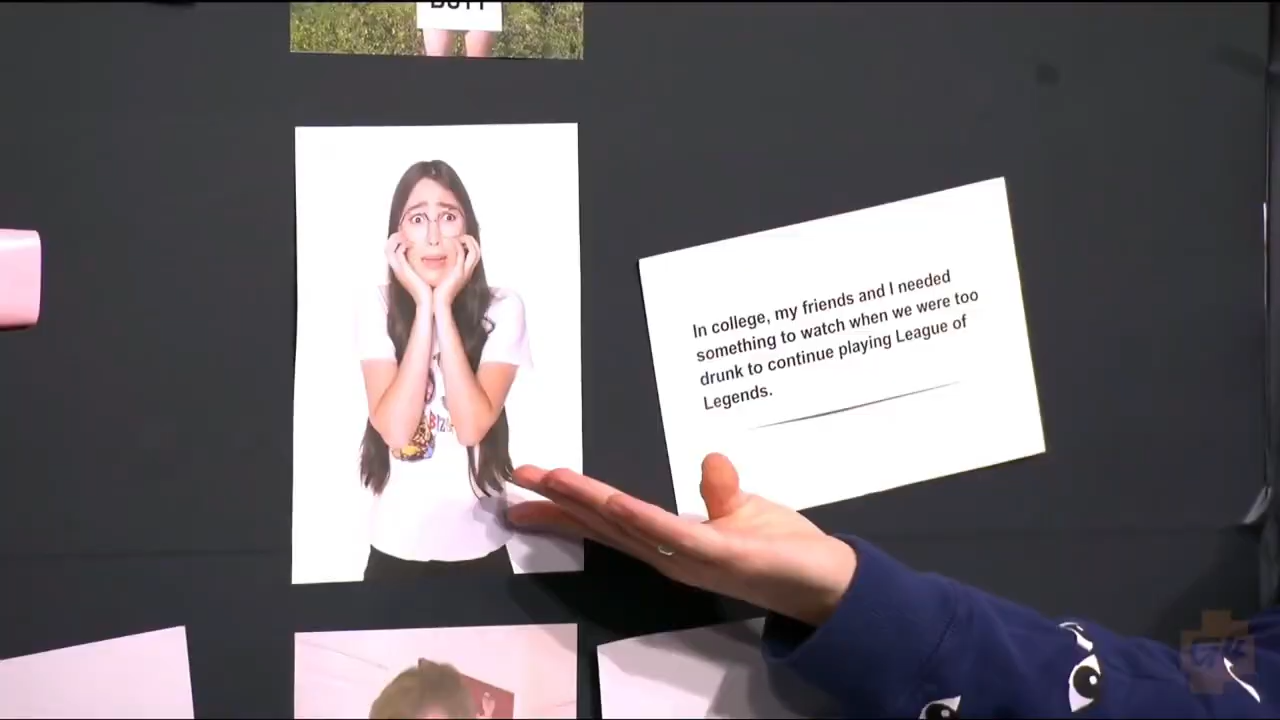 BUTT
In college, my friends and I needed
something to watch when we were too
drunk to continue playing League of
Legends.